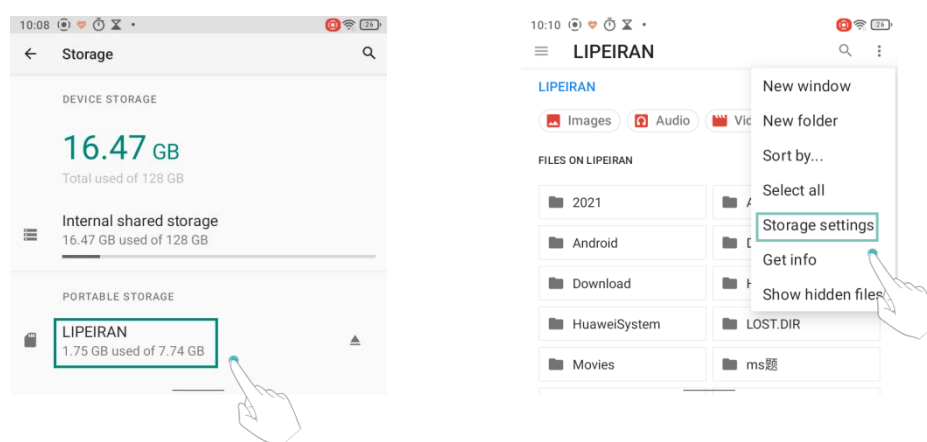 10:08
26
Storage
DEVICE STORAGE
16.47 GB
Total used of 128 GB
Internal shared storage
16.47 GB used of 128 GB
PORTABLE STORAGE
LIPEIRAN
1.75 GB used of 7.74 GB
10:10
26
LIPEIRAN
LIPEIRAN
Images
Audio
FILES ON LIPEIRAN
2021
Android
Download
HuaweiSystem
LOST.DIR
Movies
ms题
New window
New folder
Sort by...
Select all
Storage settings
Get info
Show hidden files